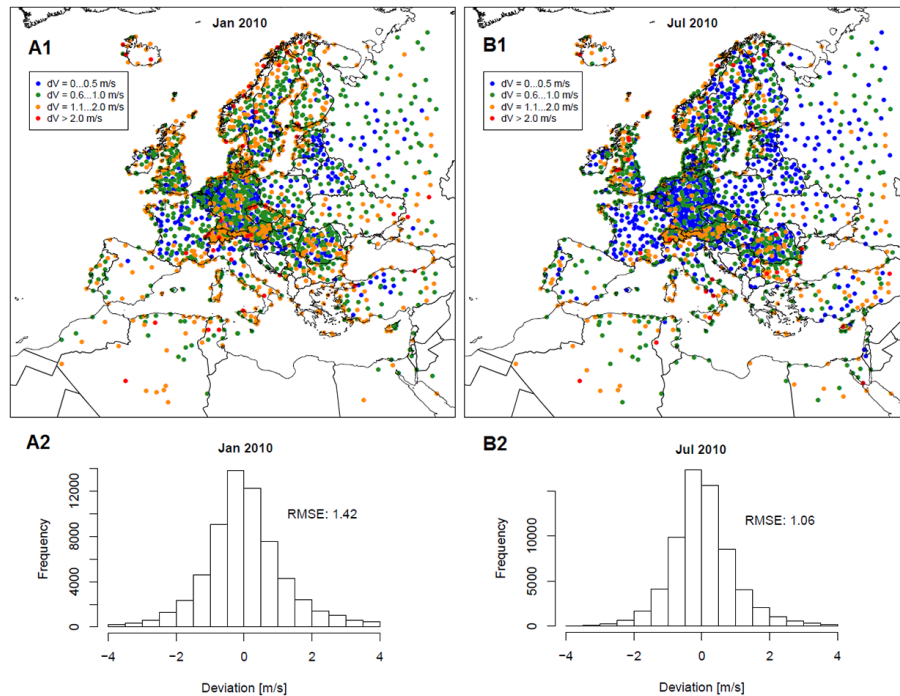 Jan 2010
A1
dV = 0...0.5 m/s
dV = 0.6...1.0 m/s
dV = 1.1...2.0 m/s
dV > 2.0 m/s
Jul 2010
B1
dV = 0...0.5 m/s
dV = 0.6...1.0 m/s
dV = 1.1...2.0 m/s
dV > 2.0 m/s
A2
Jan 2010
RMSE: 1.42
Frequency
0 4000 8000 12000
−4 −2 0 2 4
Deviation [m/s]
B2
Jul 2010
RMSE: 1.06
Frequency
0 5000 10000
−4 −2 0 2 4
Deviation [m/s]